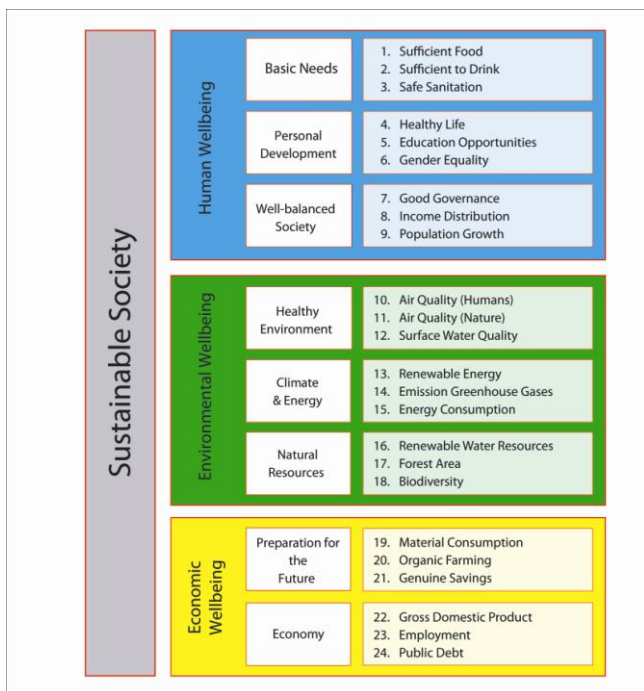 Sustainable Society
Human Wellbeing
Basic Needs
1. Sufficient Food
2. Sufficient to Drink
3. Safe Sanitation
Personal
Development
4. Healthy Life
5. Education Opportunities
6. Gender Equality
Well-balanced
Society
7. Good Governance
8. Income Distribution
9. Population Growth
Environmental Wellbeing
Healthy
Environment
10. Air Quality (Humans)
11. Air Quality (Nature)
12. Surface Water Quality
Climate
& Energy
13. Renewable Energy
14. Emission Greenhouse Gases
15. Energy Consumption
Natural
Resources
16. Renewable Water Resources
17. Forest Area
18. Biodiversity
Economic
Wellbeing
Preparation for
the
Future
19. Material Consumption
20. Organic Farming
21. Genuine Savings
Economy
22. Gross Domestic Product
23. Employment
24. Public Debt